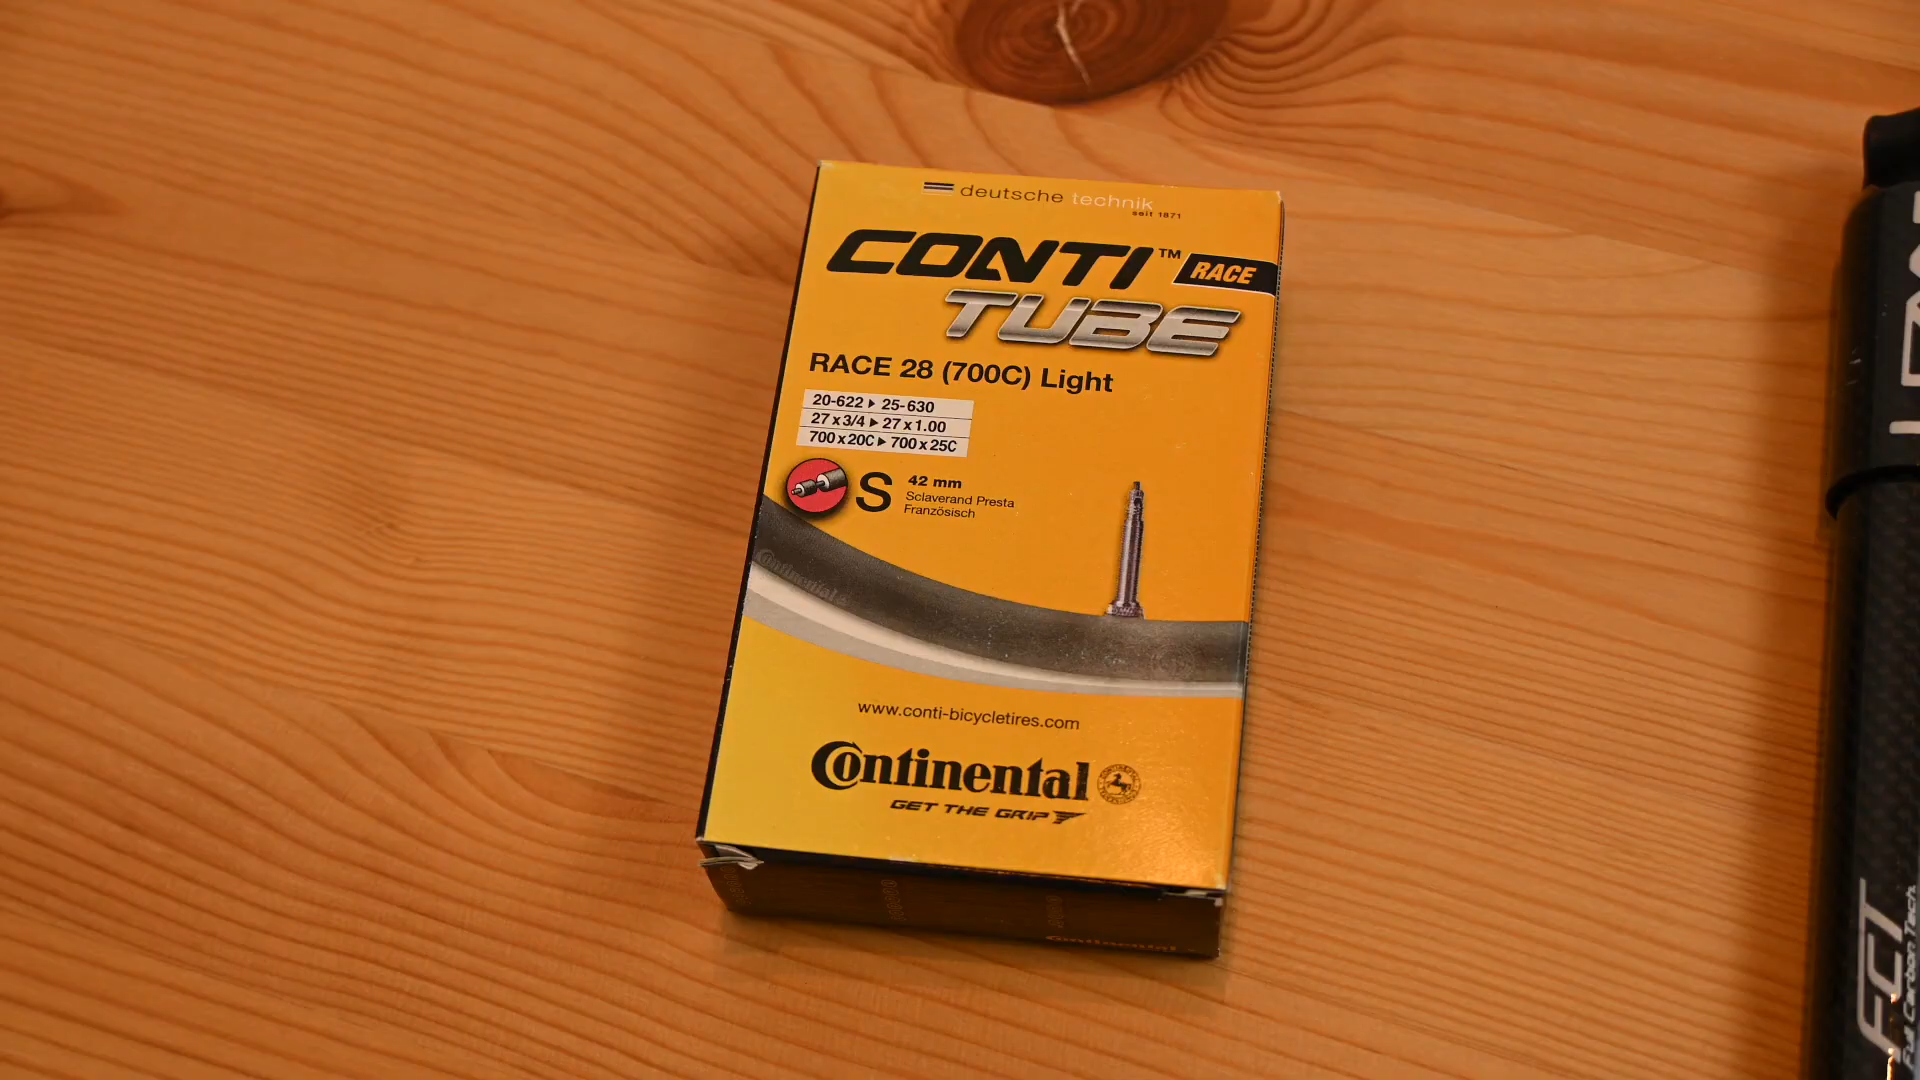 deutsche technik
seit 1871
CONTI™ RACE
TUBE
RACE 28 (700C) Light
20-622 ▸ 25-630
27 x 3/4 ▸ 27 x 1.00
700 x 20C ▸ 700 x 25C
S 42 mm
Sclaverand Presta
Französisch
Continental
www.conti-bicycletires.com
Continental
GET THE GRIP
Continental
FCT
Full Carbon Tech.